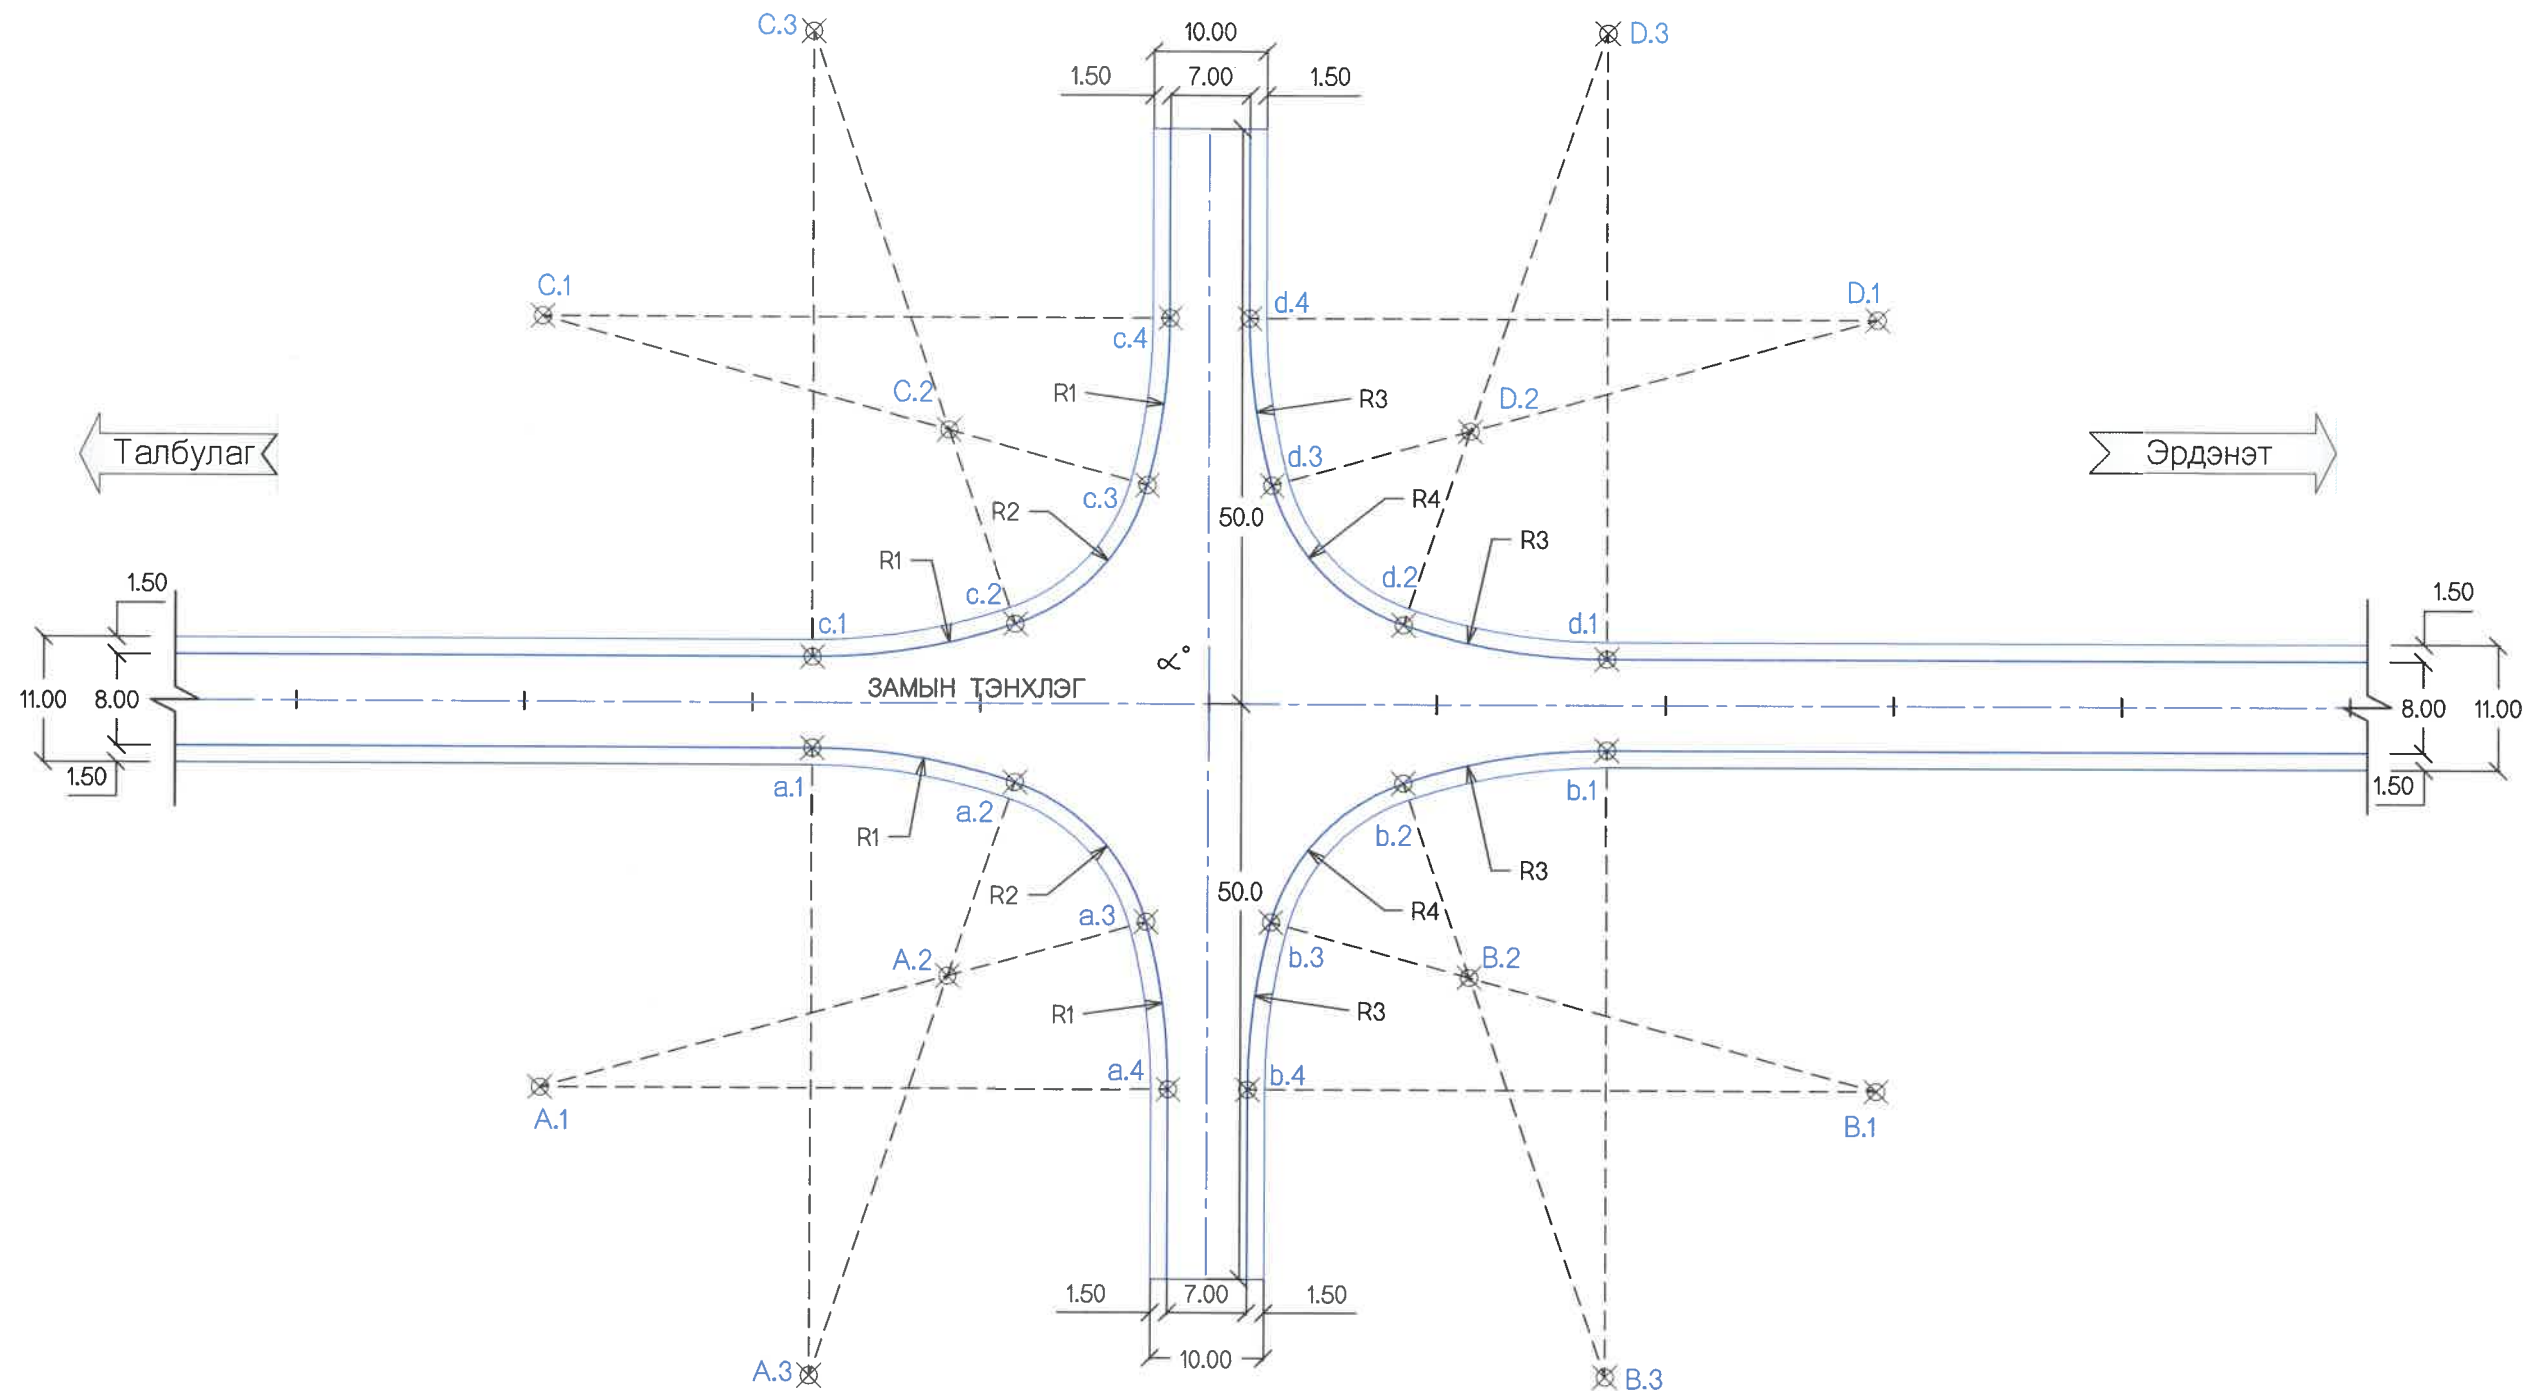 C.3
10.00
D.3
1.50 7.00 1.50
C.1
D.1
c.4
d.4
R1
C.2
R3
D.2
Талбулаг
Эрдэнэт
c.3
d.3
R2
50.0
R4
R1
R3
1.50
c.2
d.2
1.50
c.1
d.1
α°
11.00 8.00
ЗАМЫН ТЭНХЛЭГ
8.00 11.00
1.50
a.1
b.1
1.50
a.2
b.2
R1
R3
R2
50.0
R4
a.3
b.3
A.2
B.2
R1
R3
a.4
b.4
A.1
B.1
1.50 7.00 1.50
10.00
A.3
B.3